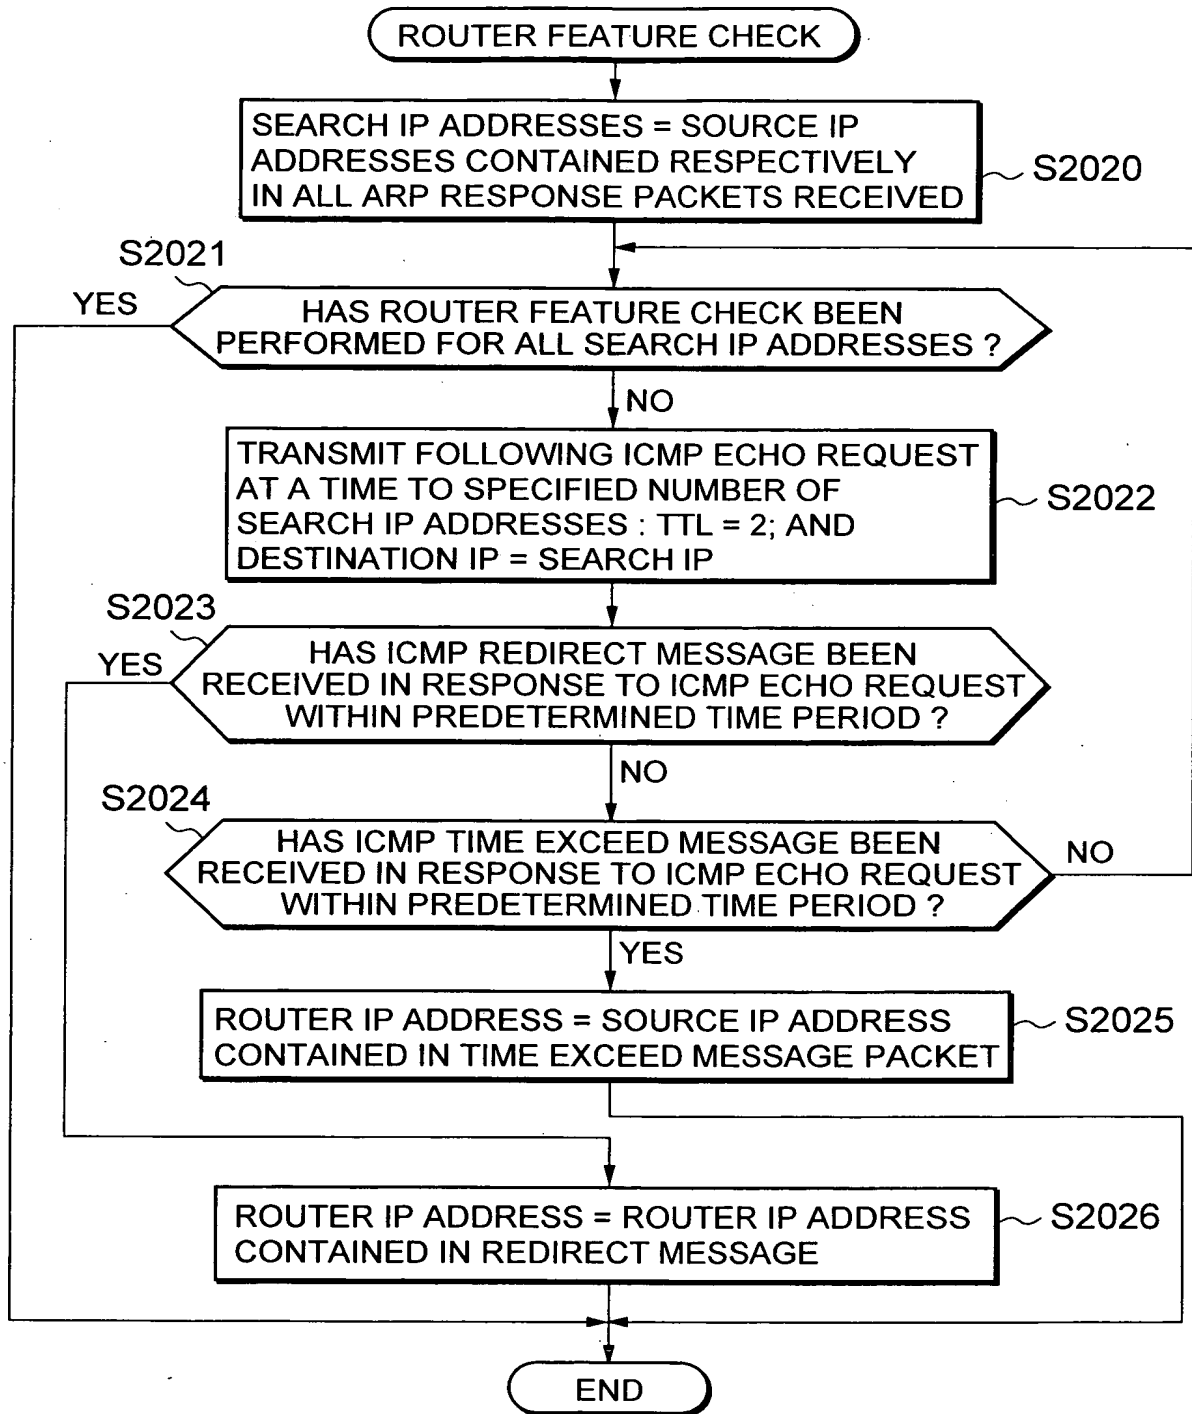 ROUTER FEATURE CHECK
SEARCH IP ADDRESSES = SOURCE IP
ADDRESSES CONTAINED RESPECTIVELY
IN ALL ARP RESPONSE PACKETS RECEIVED
S2020
S2021
YES
HAS ROUTER FEATURE CHECK BEEN
PERFORMED FOR ALL SEARCH IP ADDRESSES ?
NO
TRANSMIT FOLLOWING ICMP ECHO REQUEST
AT A TIME TO SPECIFIED NUMBER OF
SEARCH IP ADDRESSES : TTL = 2; AND
DESTINATION IP = SEARCH IP
S2022
S2023
YES
HAS ICMP REDIRECT MESSAGE BEEN
RECEIVED IN RESPONSE TO ICMP ECHO REQUEST
WITHIN PREDETERMINED TIME PERIOD ?
NO
S2024
HAS ICMP TIME EXCEED MESSAGE BEEN
RECEIVED IN RESPONSE TO ICMP ECHO REQUEST
WITHIN PREDETERMINED TIME PERIOD ?
NO
YES
ROUTER IP ADDRESS = SOURCE IP ADDRESS
CONTAINED IN TIME EXCEED MESSAGE PACKET
S2025
ROUTER IP ADDRESS = ROUTER IP ADDRESS
CONTAINED IN REDIRECT MESSAGE
S2026
END